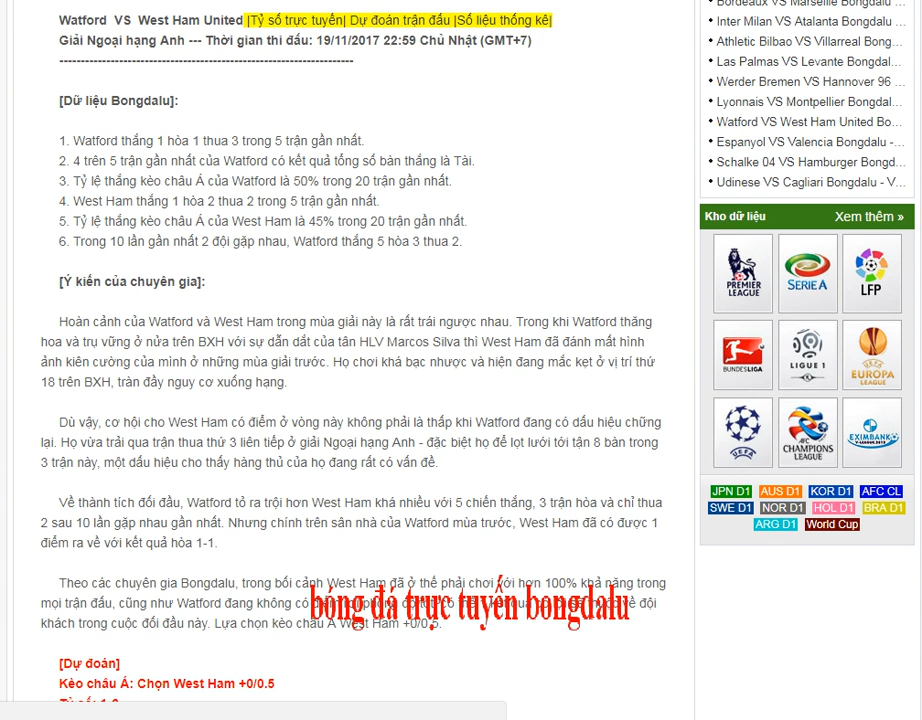 Watford VS West Ham United |Tỷ số trực tuyến| Dự đoán trận đấu |Số liệu thống kê|
Giải Ngoại hạng Anh --- Thời gian thi đấu: 19/11/2017 22:59 Chủ Nhật (GMT+7)
--------------------------------------------------------------------
[Dữ liệu Bongdalu]:
1. Watford thắng 1 hòa 1 thua 3 trong 5 trận gần nhất.
2. 4 trên 5 trận gần nhất của Watford có kết quả tổng số bàn thắng là Tài.
3. Tỷ lệ thắng kèo châu Á của Watford là 50% trong 20 trận gần nhất.
4. West Ham thắng 1 hòa 2 thua 2 trong 5 trận gần nhất.
5. Tỷ lệ thắng kèo châu Á của West Ham là 45% trong 20 trận gần nhất.
6. Trong 10 lần gần nhất 2 đội gặp nhau, Watford thắng 5 hòa 3 thua 2.
[Ý kiến của chuyên gia]:
Hoàn cảnh của Watford và West Ham trong mùa giải này là rất trái ngược nhau. Trong khi Watford thăng
hoa và trụ vững ở nửa trên BXH với sự dẫn dắt của tân HLV Marcos Silva thì West Ham đã đánh mất hình
ảnh kiên cường của mình ở những mùa giải trước. Họ chơi khá bạc nhược và hiện đang mắc kẹt ở vị trí thứ
18 trên BXH, tràn đầy nguy cơ xuống hạng.
Dù vậy, cơ hội cho West Ham có điểm ở vòng này không phải là thấp khi Watford đang có dấu hiệu chững
lại. Họ vừa trải qua trận thua thứ 3 liên tiếp ở giải Ngoại hạng Anh - đặc biệt họ để lọt lưới tới tận 8 bàn trong
3 trận này, một dấu hiệu cho thấy hàng thủ của họ đang rất có vấn đề.
Về thành tích đối đầu, Watford tỏ ra trội hơn West Ham khá nhiều với 5 chiến thắng, 3 trận hòa và chỉ thua
2 sau 10 lần gặp nhau gần nhất. Nhưng chính trên sân nhà của Watford mùa trước, West Ham đã có được 1
điểm ra về với kết quả hòa 1-1.
Theo các chuyên gia Bongdalu, trong bối cảnh West Ham đã ở thế phải chơi với hơn 100% khả năng trong
mọi trận đấu, cũng như Watford đang không có về đội
khách trong cuộc đối đầu này. Lựa chọn kèo châu Á West Ham +0/0.5.
bóng đá trực tuyến bongdalu
[Dự đoán]
Kèo châu Á: Chọn West Ham +0/0.5
Bordeaux VS Marseille Bongdalu ...
Inter Milan VS Atalanta Bongdalu ...
Athletic Bilbao VS Villarreal Bong...
Las Palmas VS Levante Bongdal...
Werder Bremen VS Hannover 96 ...
Lyonnais VS Montpellier Bongdal...
Watford VS West Ham United Bo...
Espanyol VS Valencia Bongdalu -...
Schalke 04 VS Hamburger Bongd...
Udinese VS Cagliari Bongdalu - V...
Kho dữ liệu Xem thêm »
PREMIER LEAGUE
SERIE A
LFP
BUNDESLIGA
LIGUE 1
UEFA EUROPA LEAGUE
UEFA
AFC CHAMPIONS LEAGUE
EXIMBANK
JPN D1 AUS D1 KOR D1 AFC CL
SWE D1 NOR D1 HOL D1 BRA D1
ARG D1 World Cup